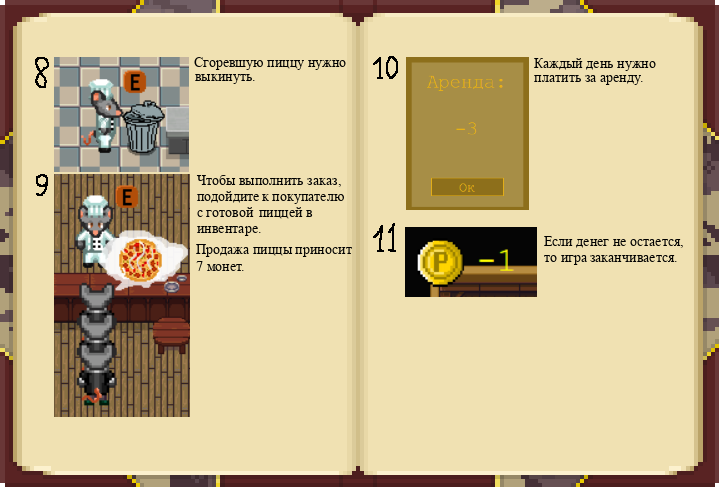 8
Сгоревшую пиццу нужно
выкинуть.
E
9
Чтобы выполнить заказ,
подойдите к покупателю
с готовой пиццей в
инвентаре.
E
Продажа пиццы приносит
7 монет.
10
Каждый день нужно
платить за аренду.
Аренда:
-3
Ок
11
Если денег не остается,
то игра заканчивается.
P -1